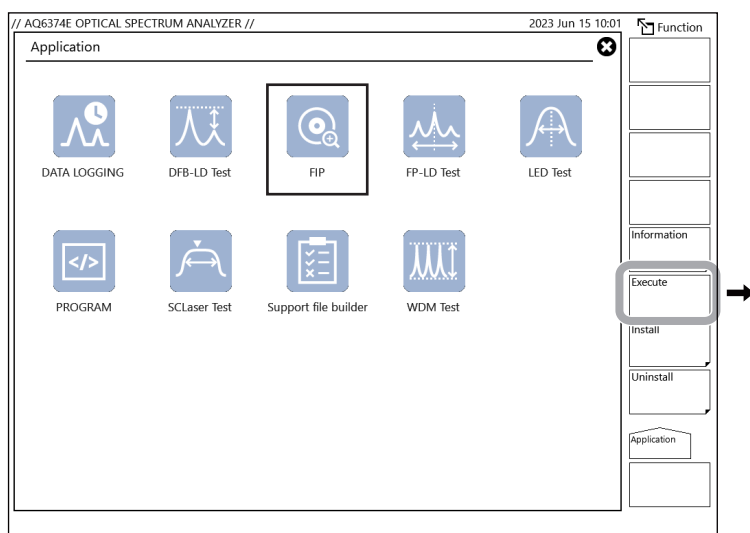 // AQ6374E OPTICAL SPECTRUM ANALYZER // 2023 Jun 15 10:01
Function
Application
DATA LOGGING DFB-LD Test FIP FP-LD Test LED Test
Information
Execute
PROGRAM SCLaser Test Support file builder WDM Test
Install
Uninstall
Application